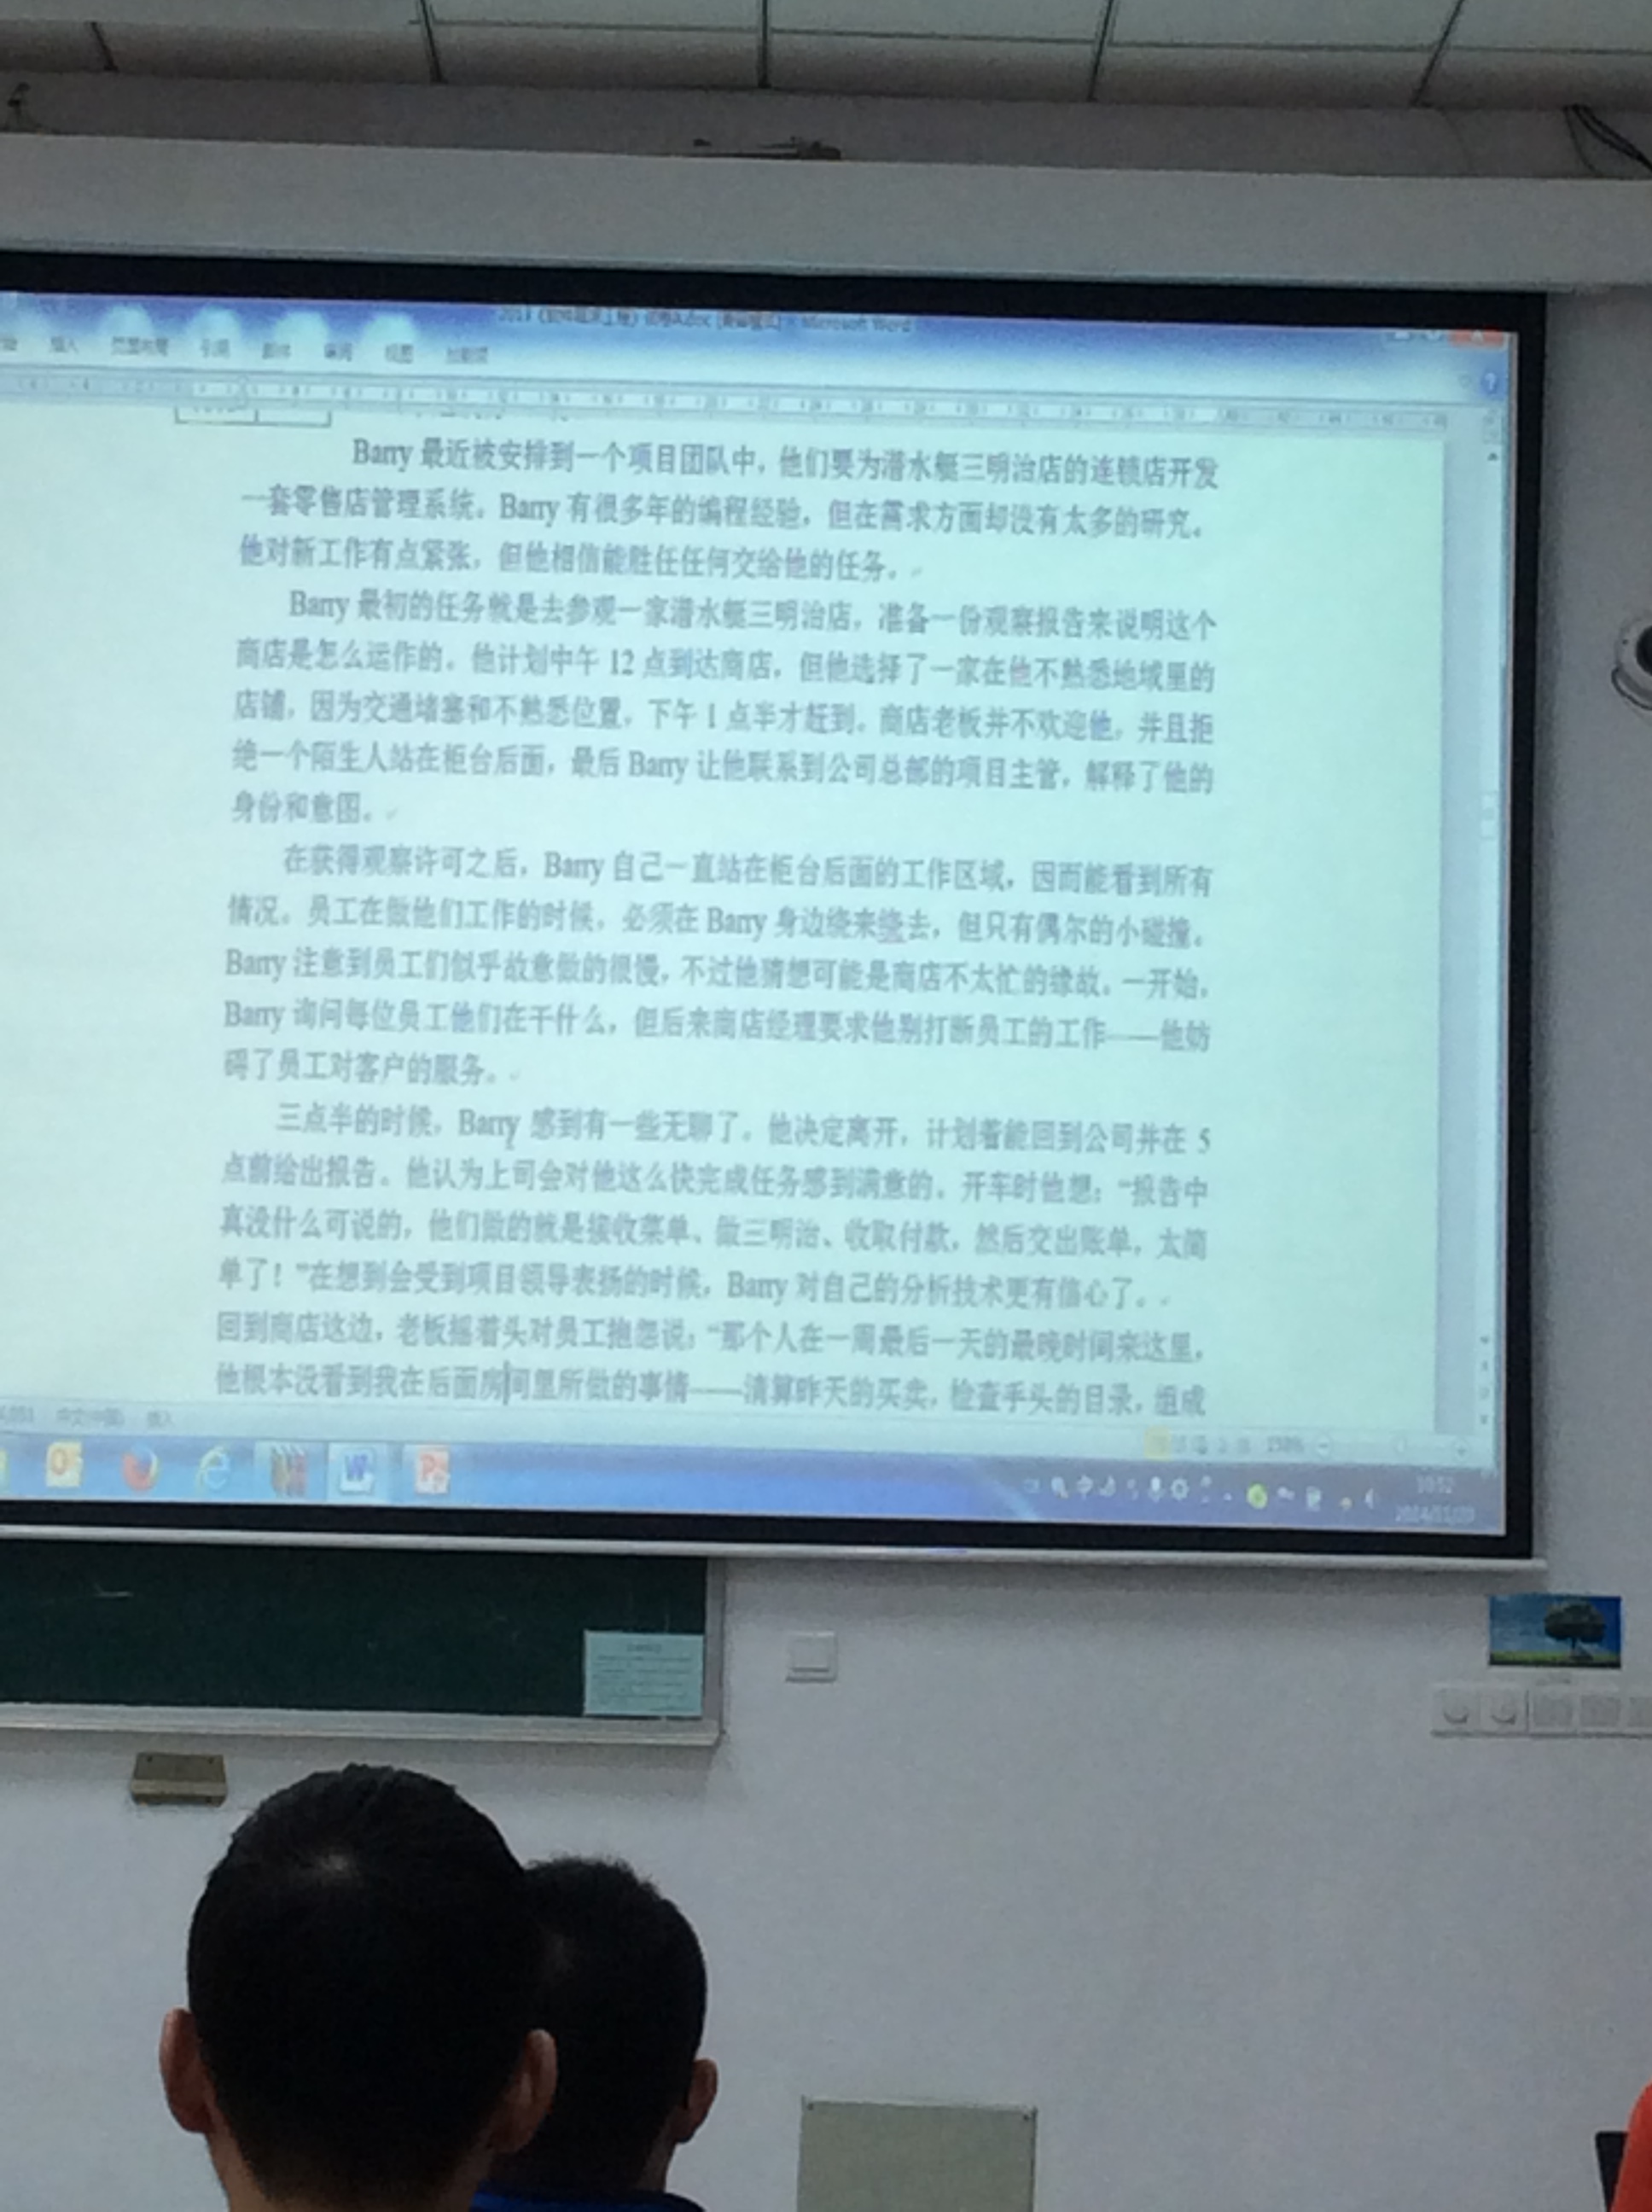 Microsoft Word
插入 页面布局 引用 邮件 审阅 视图 加载项
Barry 最近被安排到一个项目团队中，他们要为潜水艇三明治店的连锁店开发
一套零售店管理系统。Barry 有很多年的编程经验，但在需求方面却没有太多的研究。
他对新工作有点紧张，但他相信能胜任任何交给他的任务。
Barry 最初的任务就是去参观一家潜水艇三明治店，准备一份观察报告来说明这个
商店是怎么运作的。他计划中午 12 点到达商店，但他选择了一家在他不熟悉地域里的
店铺，因为交通堵塞和不熟悉位置，下午 1 点半才赶到。商店老板并不欢迎他，并且拒
绝一个陌生人站在柜台后面，最后 Barry 让他联系到公司总部的项目主管，解释了他的
身份和意图。
在获得观察许可之后，Barry 自己一直站在柜台后面的工作区域，因而能看到所有
情况。员工在做他们工作的时候，必须在 Barry 身边绕来绕去，但只有偶尔的小碰撞。
Barry 注意到员工们似乎故意做的很慢，不过他猜想可能是商店不太忙的缘故。一开始，
Barry 询问每位员工他们在干什么，但后来商店经理要求他别打断员工的工作——他妨
碍了员工对客户的服务。
三点半的时候，Barry 感到有一些无聊了。他决定离开，计划着能回到公司并在 5
点前给出报告。他认为上司会对他这么快完成任务感到满意的。开车时他想：“报告中
真没什么可说的，他们做的就是接收菜单、做三明治、收取付款，然后交出账单，太简
单了！”在想到会受到项目领导表扬的时候，Barry 对自己的分析技术更有信心了。
回到商店这边，老板摇着头对员工抱怨说：“那个人在一周最后一天的最晚时间来这里，
他根本没看到我在后面房间里所做的事情——清算昨天的买卖，检查手头的目录，组成
中文(中国) 插入
150%
10:52